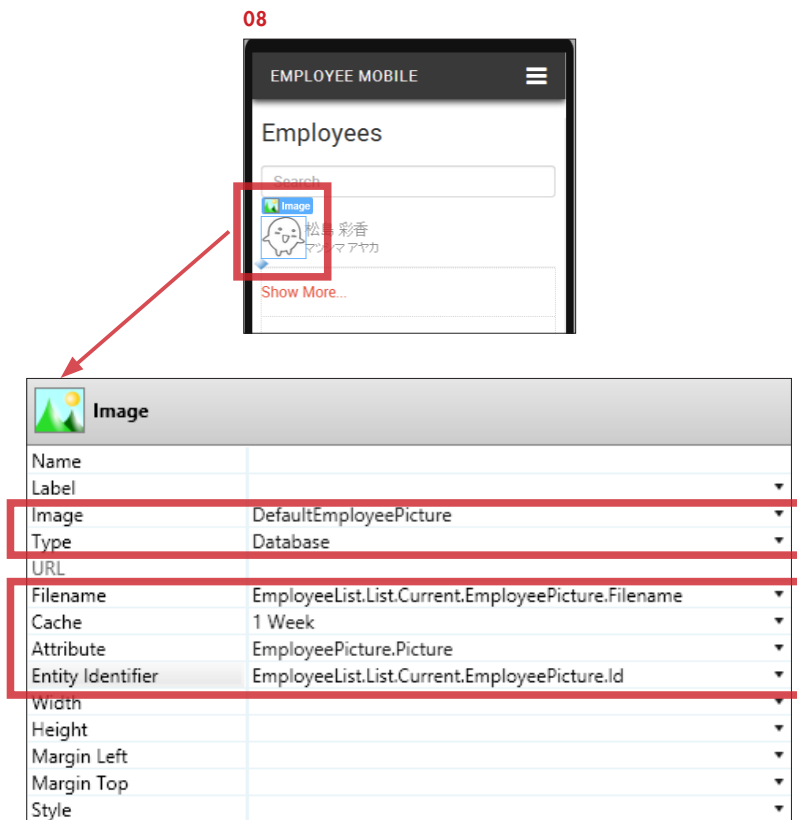 08
EMPLOYEE MOBILE
Employees
Search
Image
松島 彩香
マツシマ アヤカ
Show More...
Image
Name
Label
Image DefaultEmployeePicture
Type Database
URL
Filename EmployeeList.List.Current.EmployeePicture.Filename
Cache 1 Week
Attribute EmployeePicture.Picture
Entity Identifier EmployeeList.List.Current.EmployeePicture.Id
Width
Height
Margin Left
Margin Top
Style